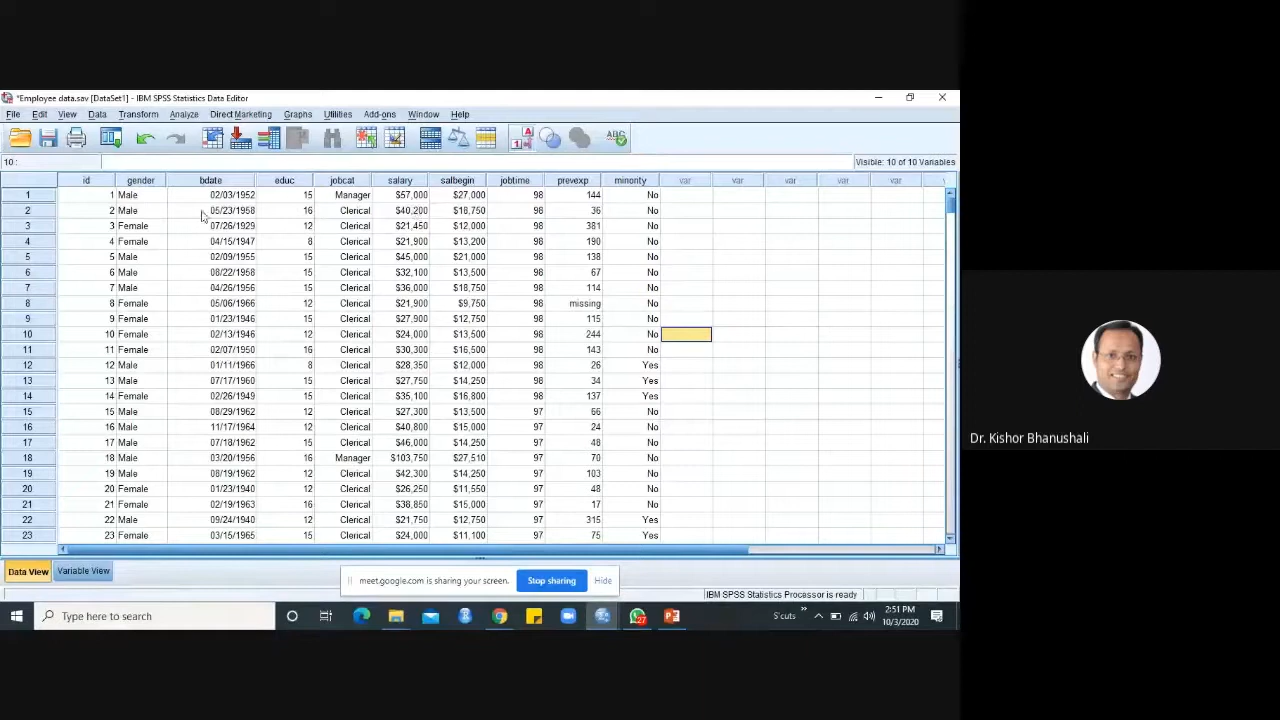 *Employee data.sav [DataSet1] - IBM SPSS Statistics Data Editor
File Edit View Data Transform Analyze Direct Marketing Graphs Utilities Add-ons Window Help
10 : Visible: 10 of 10 Variables
id gender bdate educ jobcat salary salbegin jobtime prevexp minority var var var var var
1 1 Male 02/03/1952 15 Manager $57,000 $27,000 98 144 No
2 2 Male 05/23/1958 16 Clerical $40,200 $18,750 98 36 No
3 3 Female 07/26/1929 12 Clerical $21,450 $12,000 98 381 No
4 4 Female 04/15/1947 8 Clerical $21,900 $13,200 98 190 No
5 5 Male 02/09/1955 15 Clerical $45,000 $21,000 98 138 No
6 6 Male 08/22/1958 15 Clerical $32,100 $13,500 98 67 No
7 7 Male 04/26/1956 15 Clerical $36,000 $18,750 98 114 No
8 8 Female 05/06/1966 12 Clerical $21,900 $9,750 98 missing No
9 9 Female 01/23/1946 15 Clerical $27,900 $12,750 98 115 No
10 10 Female 02/13/1946 12 Clerical $24,000 $13,500 98 244 No
11 11 Female 02/07/1950 16 Clerical $30,300 $16,500 98 143 No
12 12 Male 01/11/1966 8 Clerical $28,350 $12,000 98 26 Yes
13 13 Male 07/17/1960 15 Clerical $27,750 $14,250 98 34 Yes
14 14 Female 02/26/1949 15 Clerical $35,100 $16,800 98 137 Yes
15 15 Male 08/29/1962 12 Clerical $27,300 $13,500 97 66 No
16 16 Male 11/17/1964 12 Clerical $40,800 $15,000 97 24 No
17 17 Male 07/18/1962 15 Clerical $46,000 $14,250 97 48 No
18 18 Male 03/20/1956 16 Manager $103,750 $27,510 97 70 No
19 19 Male 08/19/1962 12 Clerical $42,300 $14,250 97 103 No
20 20 Female 01/23/1940 12 Clerical $26,250 $11,550 97 48 No
21 21 Female 02/19/1963 16 Clerical $38,850 $15,000 97 17 No
22 22 Male 09/24/1940 12 Clerical $21,750 $12,750 97 315 Yes
23 23 Female 03/15/1965 15 Clerical $24,000 $11,100 97 75 Yes
Data View Variable View
meet.google.com is sharing your screen. Stop sharing Hide
IBM SPSS Statistics Processor is ready
Type here to search
S'cuts
27
2:51 PM
10/3/2020
Dr. Kishor Bhanushali